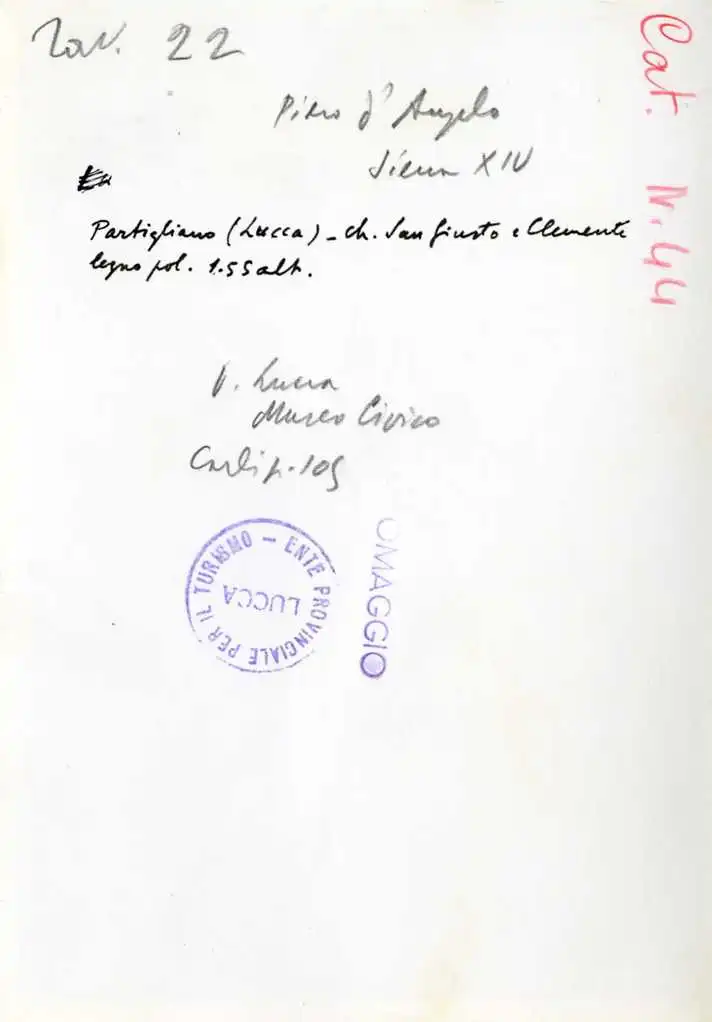 Tav. 22
Piero d'Angelo
Siena XIV
Partigliano (Lucca) - ch. San Giusto e Clemente
legno pol. 1.55 alt.
V. Lucca
Museo Civico
Carli p. 105
ENTE PROVINCIALE PER IL TURISMO –
LUCCA
OMAGGIO
Cat. N. 44